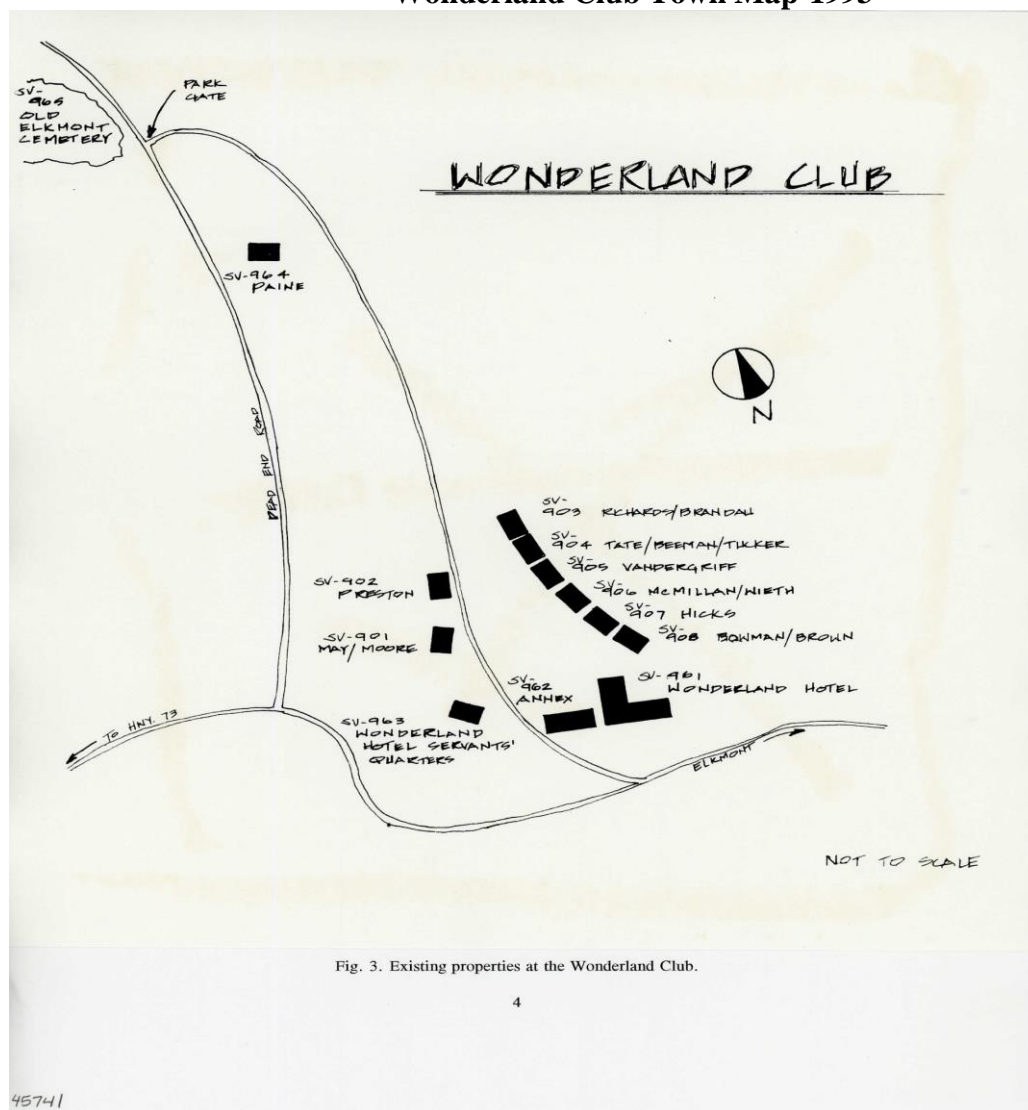 Wonderland Club Town Map 1993
PARK
GATE
SV-
965
OLD
ELKMONT
CEMETERY
WONDERLAND CLUB
SV-964
PAINE
N
DEAD END ROAD
SV-
903 RICHARDS/BRANDAU
SV-
904 TATE/BEEMAN/TUCKER
SV-
905 VANDERGRIFF
SV-
906 McMILLAN/WIETH
SV-
907 HICKS
SV-
908 BOWMAN/BROWN
SV-902
PRESTON
SV-901
MAY/MOORE
SV-
962
ANNEX
SV-961
WONDERLAND HOTEL
SV-963
WONDERLAND
HOTEL SERVANTS'
QUARTERS
TO HWY. 73
ELKMONT
NOT TO SCALE
Fig. 3. Existing properties at the Wonderland Club.
4
45741